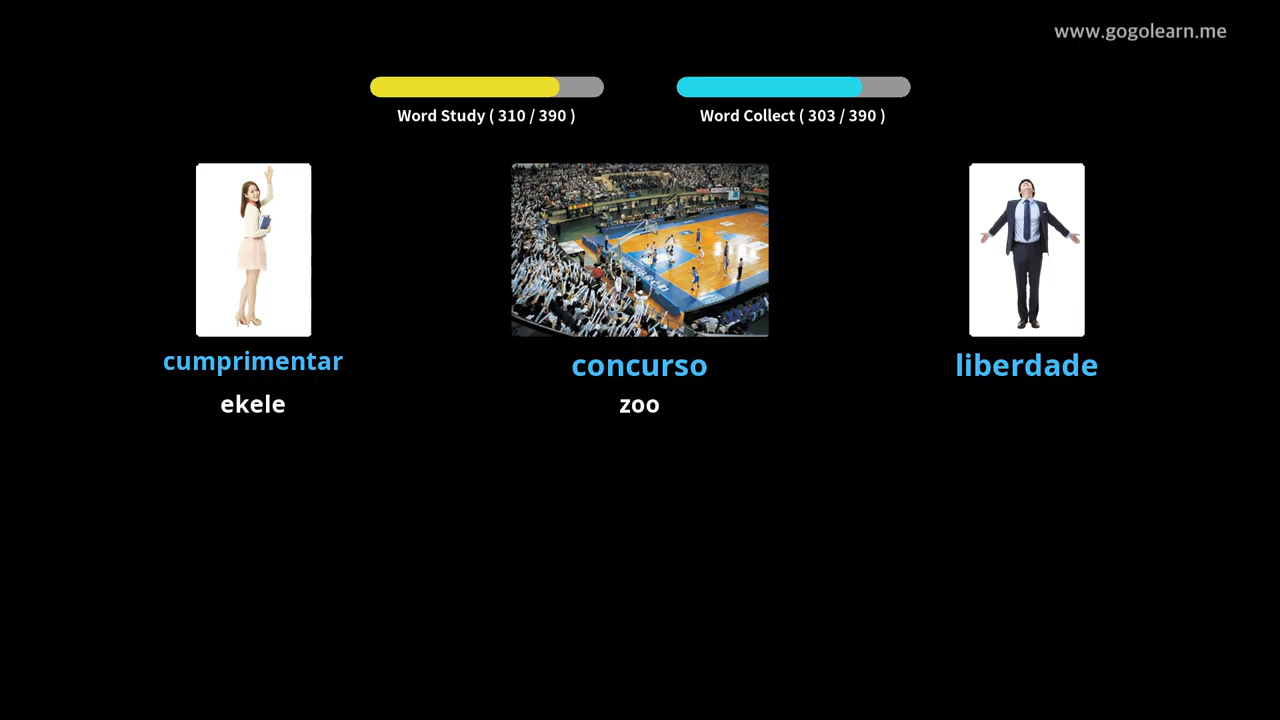 www.gogolearn.me
Word Study ( 310 / 390 )
Word Collect ( 303 / 390 )
cumprimentar
concurso
liberdade
ekele
zoo